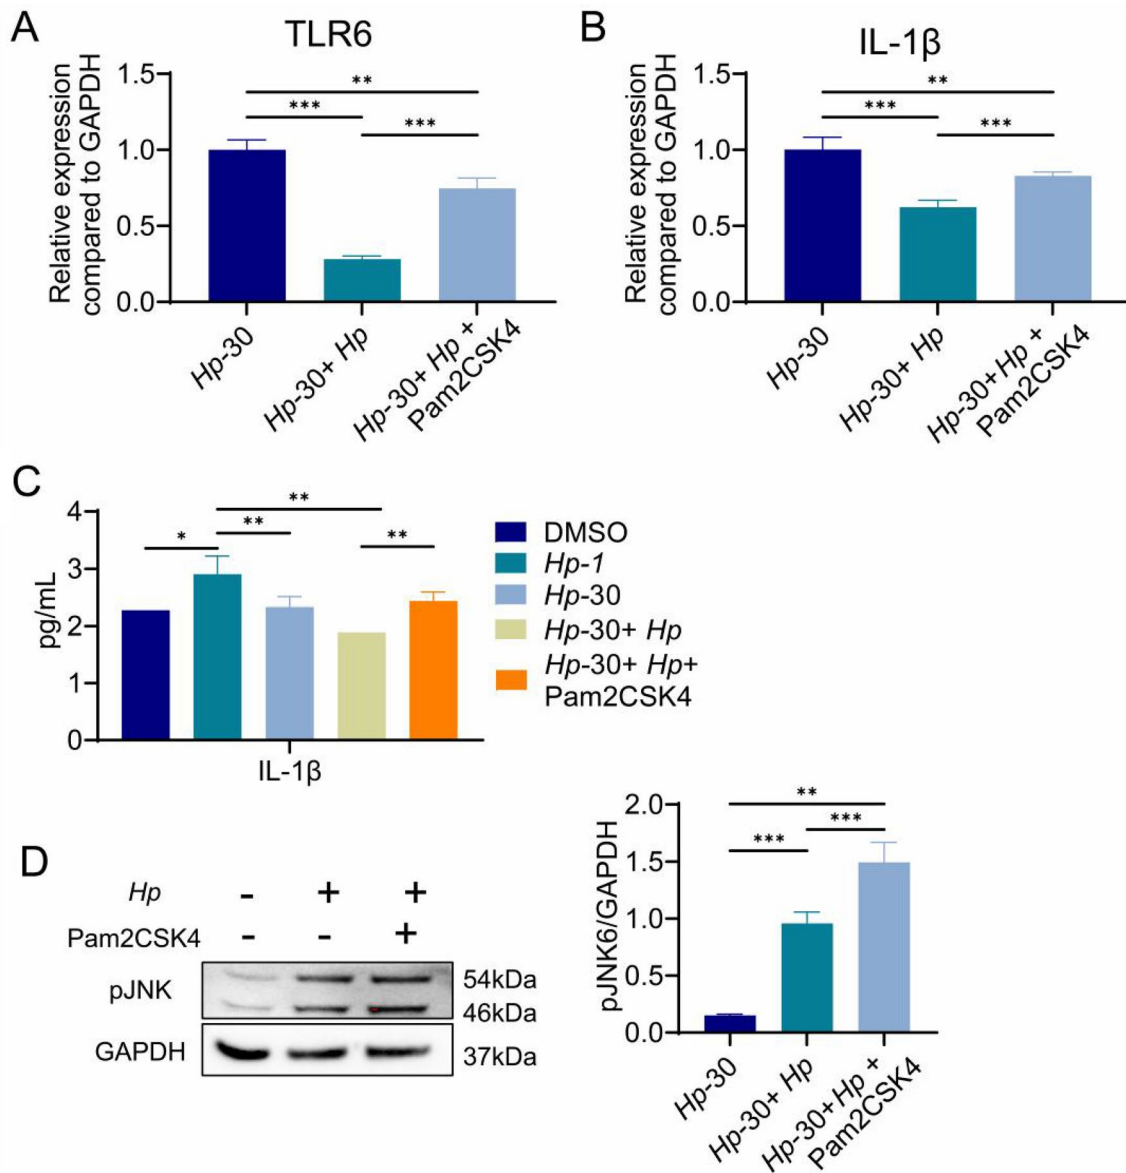 A
TLR6
Relative expression
compared to GAPDH
1.5
1.0
0.5
0.0
**
***
***
Hp-30
Hp-30+ Hp
Hp-30+ Hp +
Pam2CSK4
B
IL-1β
Relative expression
compared to GAPDH
1.5
1.0
0.5
0.0
**
***
***
Hp-30
Hp-30+ Hp
Hp-30+ Hp +
Pam2CSK4
C
pg/mL
4
3
2
1
0
*
**
**
**
IL-1β
DMSO
Hp-1
Hp-30
Hp-30+ Hp
Hp-30+ Hp+
Pam2CSK4
D
Hp - + +
Pam2CSK4 - - +
pJNK
54kDa
46kDa
GAPDH
37kDa
pJNK6/GAPDH
2.0
1.5
1.0
0.5
0.0
**
***
***
Hp-30
Hp-30+ Hp
Hp-30+ Hp +
Pam2CSK4